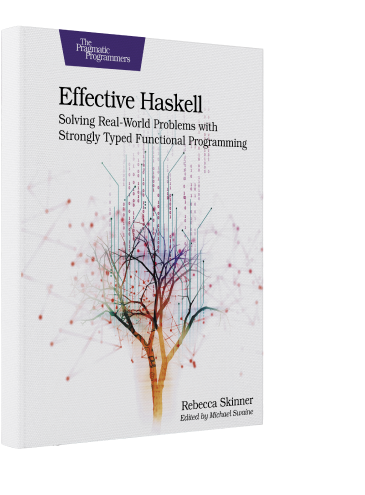 The
Pragmatic
Programmers
Effective Haskell
Solving Real-World Problems with
Strongly Typed Functional Programming
Rebecca Skinner
Edited by Michael Swaine